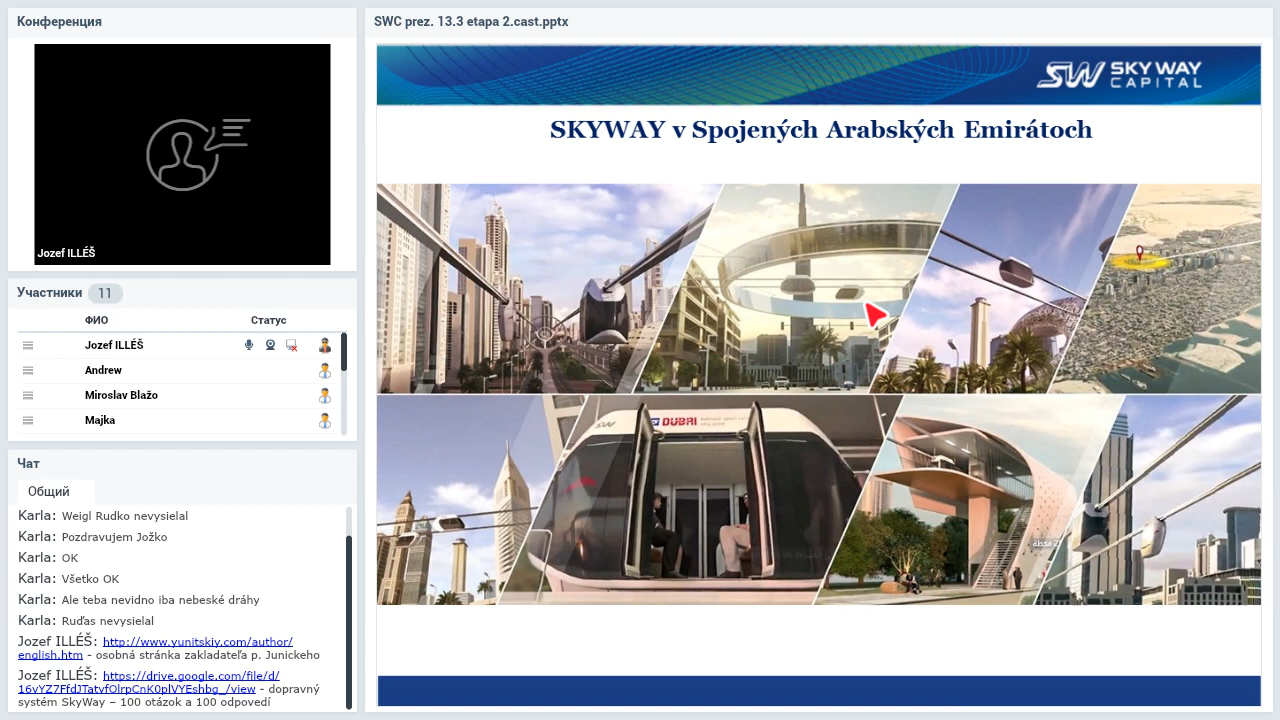 Конференция
Jozef ILLÉŠ
Участники 11
ФИО Статус
Jozef ILLÉŠ
Andrew
Miroslav Blažo
Majka
Чат
Общий
Karla: Weigl Rudko nevysielal
Karla: Pozdravujem Jožko
Karla: OK
Karla: Všetko OK
Karla: Ale teba nevidno iba nebeské dráhy
Karla: Ruďas nevysielal
Jozef ILLÉŠ: http://www.yunitskiy.com/author/
english.htm - osobná stránka zakladateľa p. Junickeho
Jozef ILLÉŠ: https://drive.google.com/file/d/
16vYZ7FfdJTatvfOlrpCnK0plVYEshbg_/view - dopravný
systém SkyWay – 100 otázok a 100 odpovedí
SWC prez. 13.3 etapa 2.cast.pptx
SW SKY WAY
CAPITAL
SKYWAY v Spojených Arabských Emirátoch
SW
DUBAI